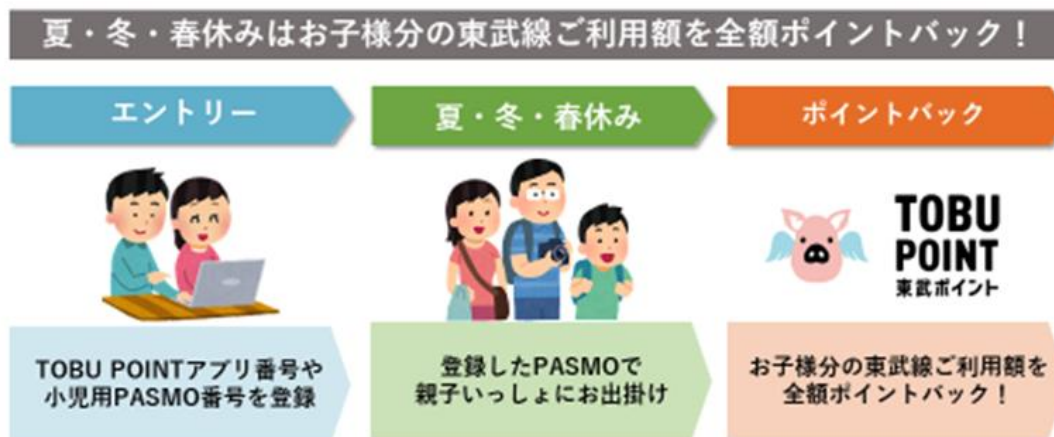 夏・冬・春休みはお子様分の東武線ご利用額を全額ポイントバック！
エントリー
夏・冬・春休み
ポイントバック
TOBU
POINT
東武ポイント
TOBU POINTアプリ番号や
小児用PASMO番号を登録
登録したPASMOで
親子いっしょにお出掛け
お子様分の東武線ご利用額を
全額ポイントバック！